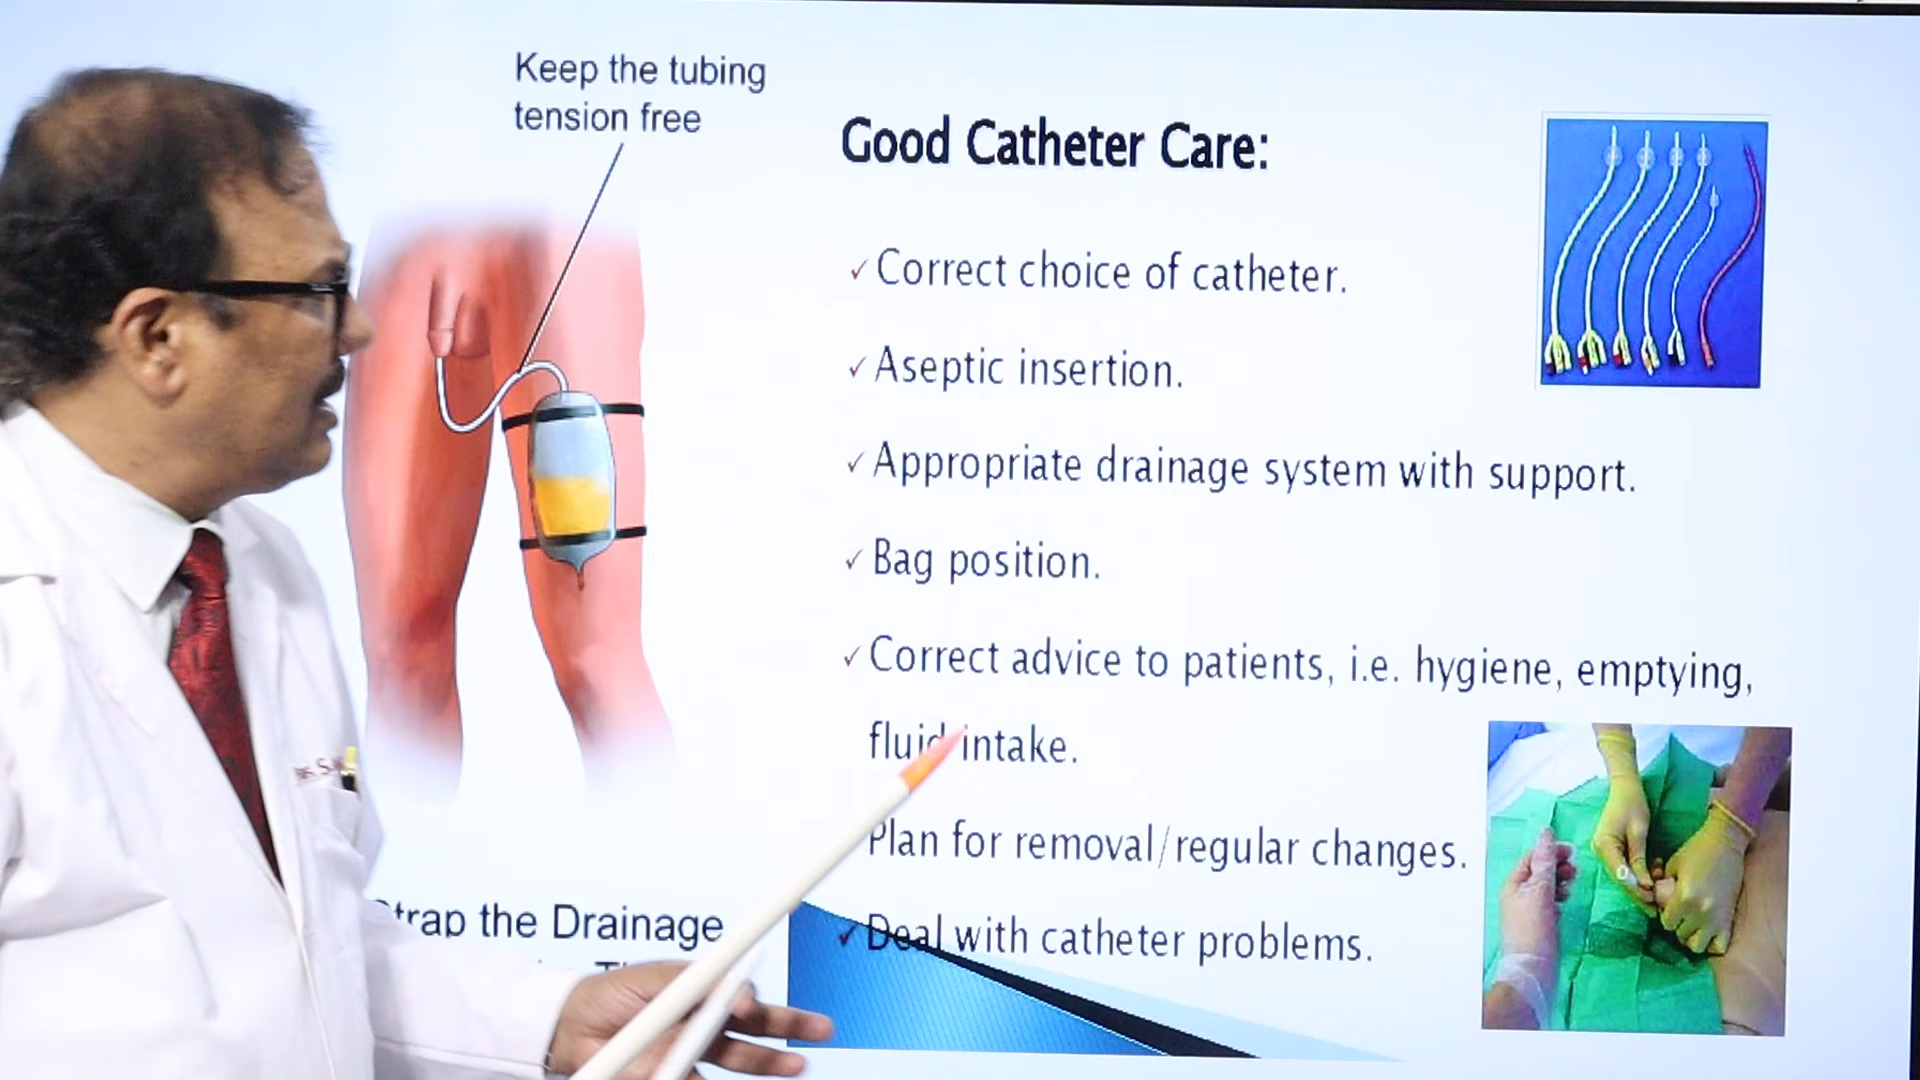 Keep the tubing
tension free
Good Catheter Care:
✓Correct choice of catheter.
✓Aseptic insertion.
✓Appropriate drainage system with support.
✓Bag position.
✓Correct advice to patients, i.e. hygiene, emptying,
fluid intake.
Plan for removal/regular changes.
✓Deal with catheter problems.
the Drainage